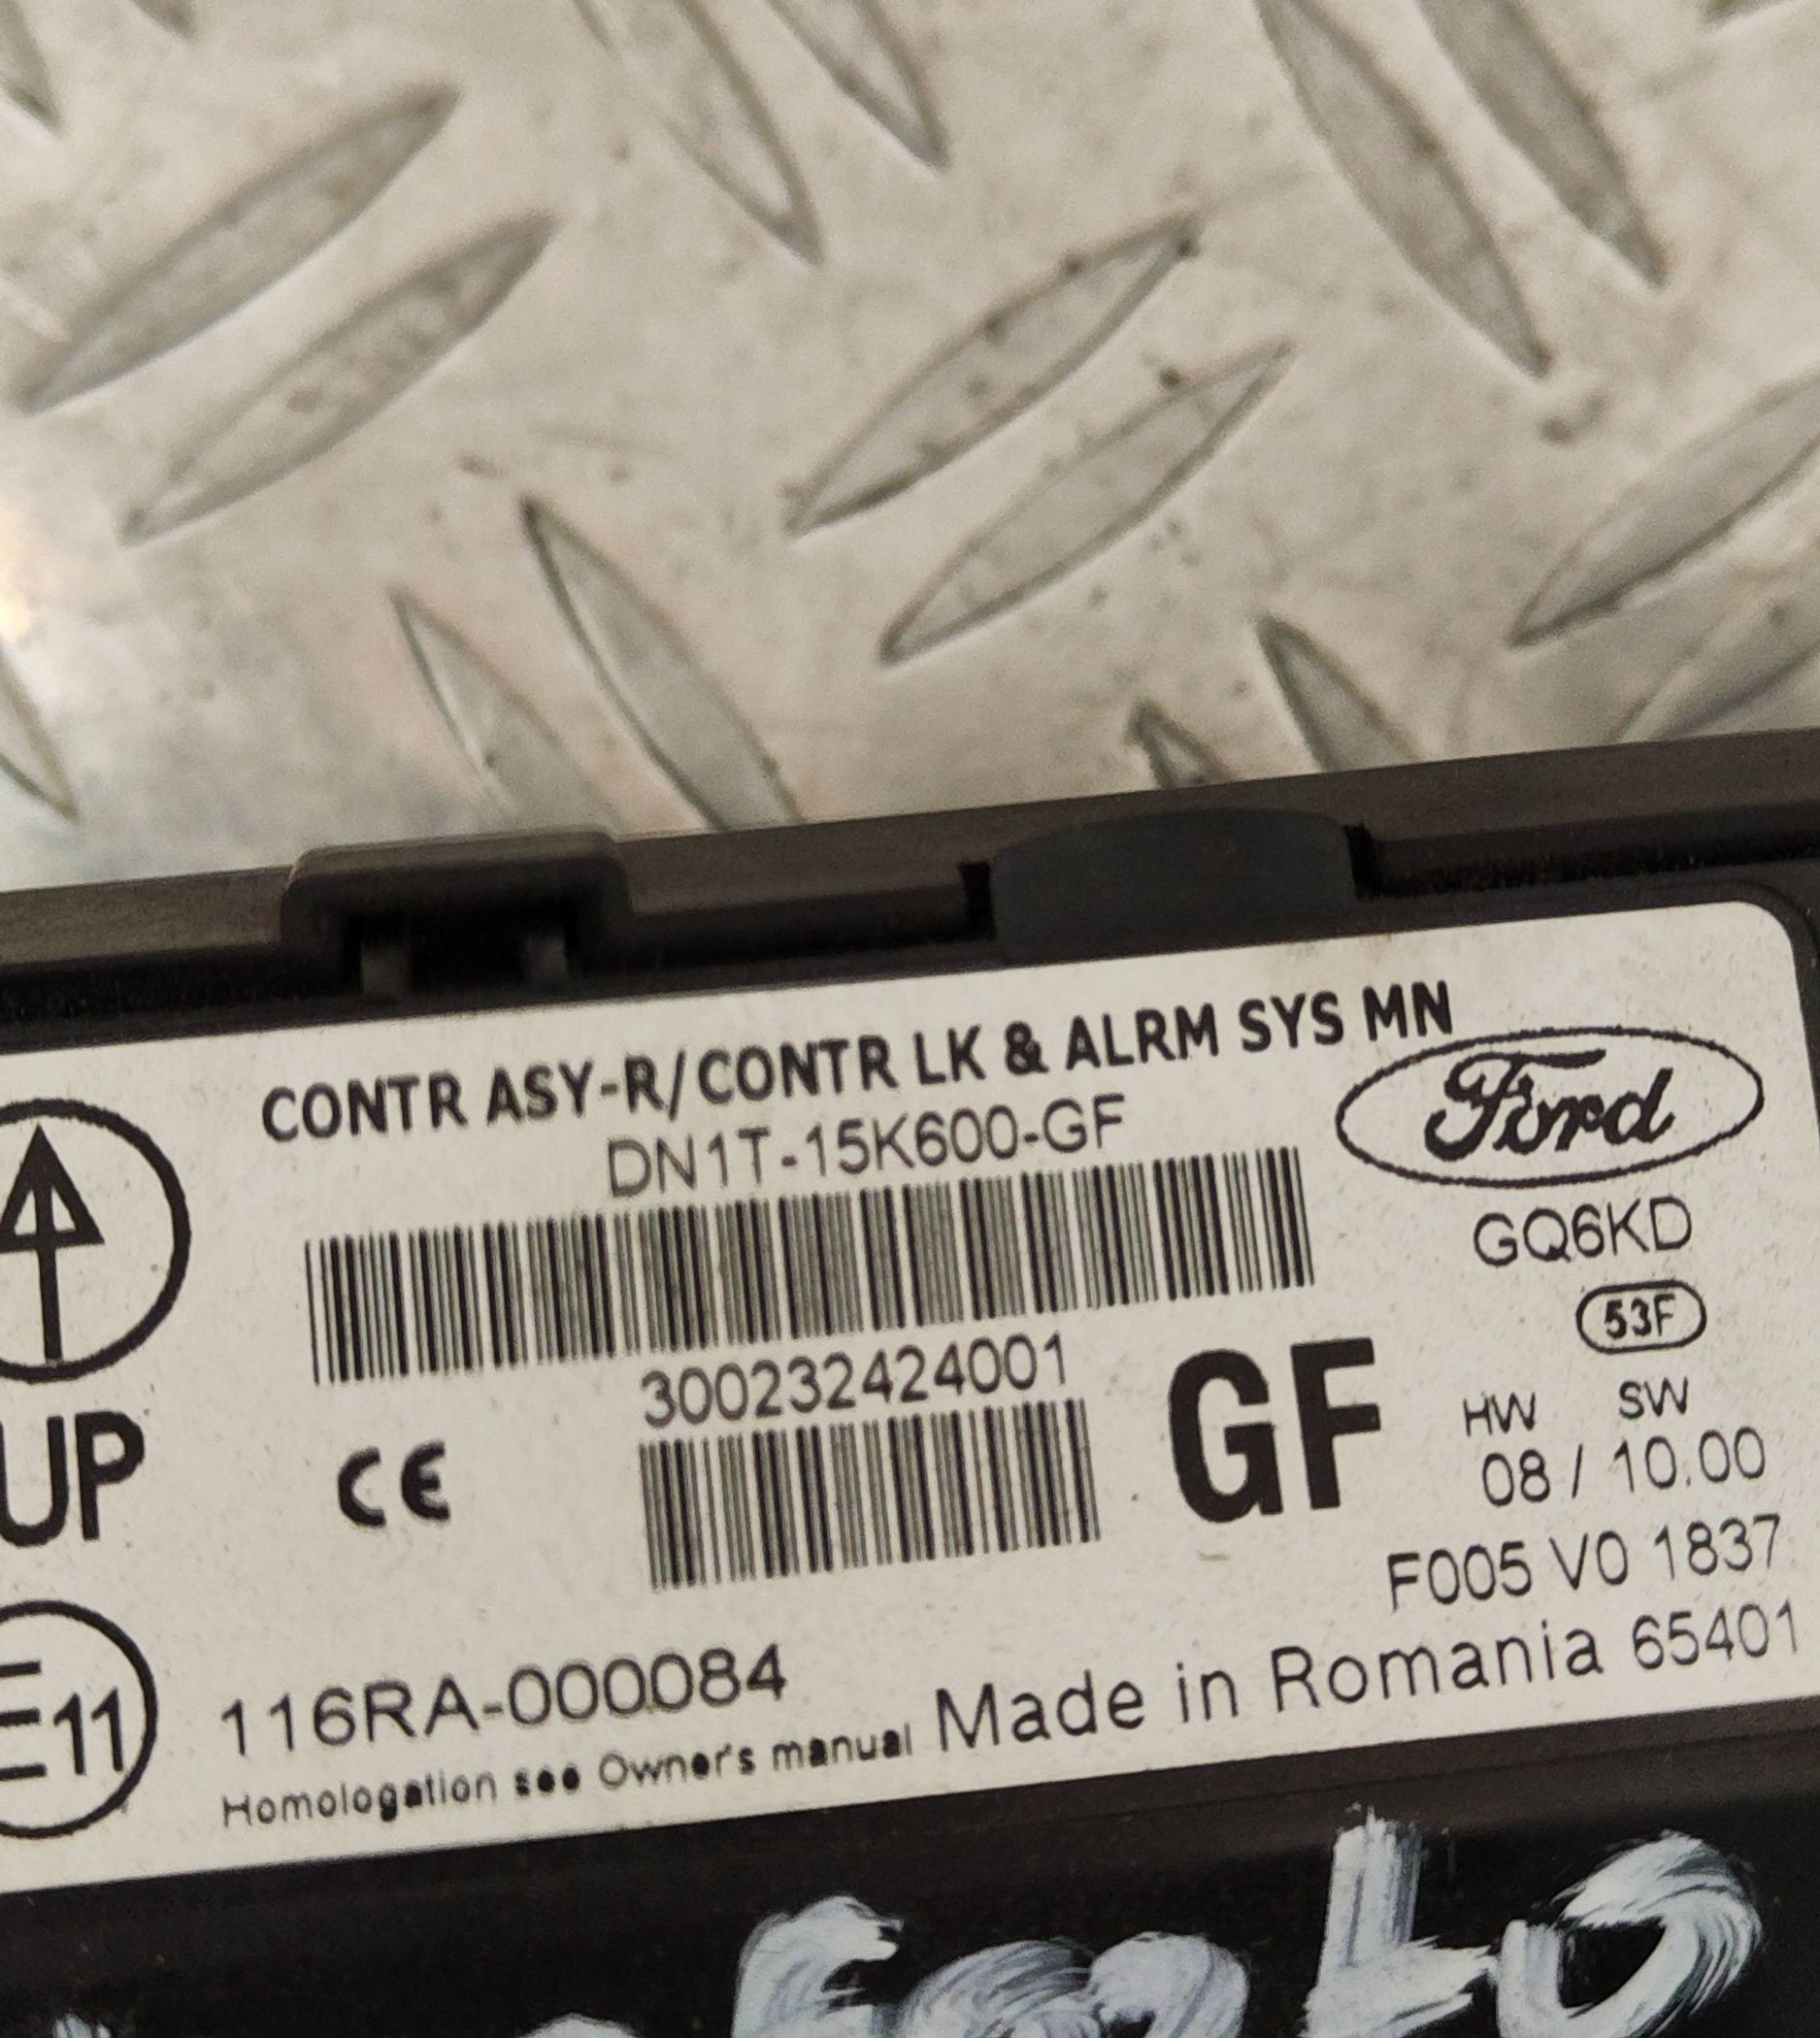 CONTR ASY-R/CONTR LK & ALRM SYS MN
DN1T-15K600-GF
Ford
GQ6KD
53F
300232424001
GF
HW SW
08 / 10.00
UP
CE
F005 V0 1837
E11
116RA-000084
Made in Romania 65401
Homologation see Owner's manual